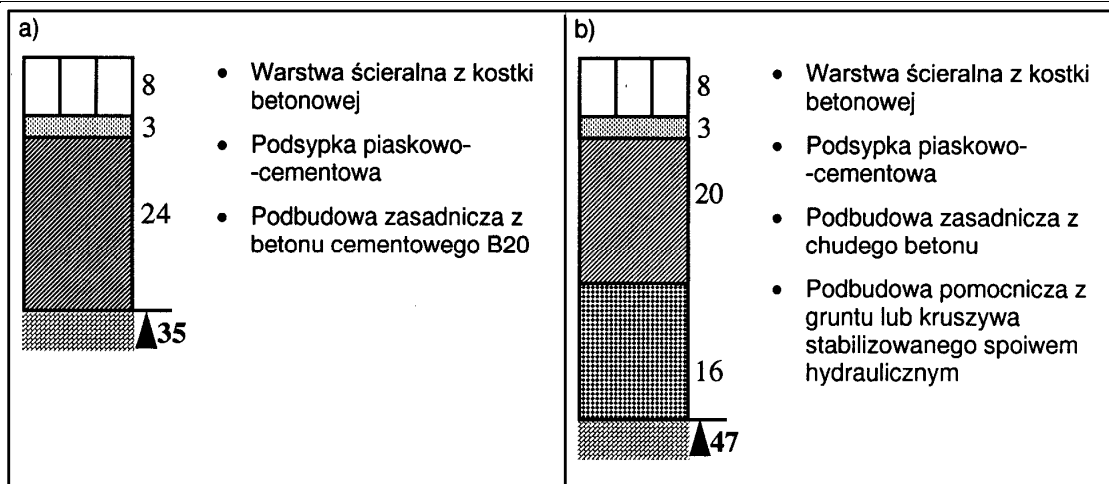 a)
8
3
24
35
• Warstwa ścieralna z kostki
betonowej
• Podsypka piaskowo-
-cementowa
• Podbudowa zasadnicza z
betonu cementowego B20
b)
8
3
20
16
47
• Warstwa ścieralna z kostki
betonowej
• Podsypka piaskowo-
-cementowa
• Podbudowa zasadnicza z
chudego betonu
• Podbudowa pomocnicza z
gruntu lub kruszywa
stabilizowanego spoiwem
hydraulicznym